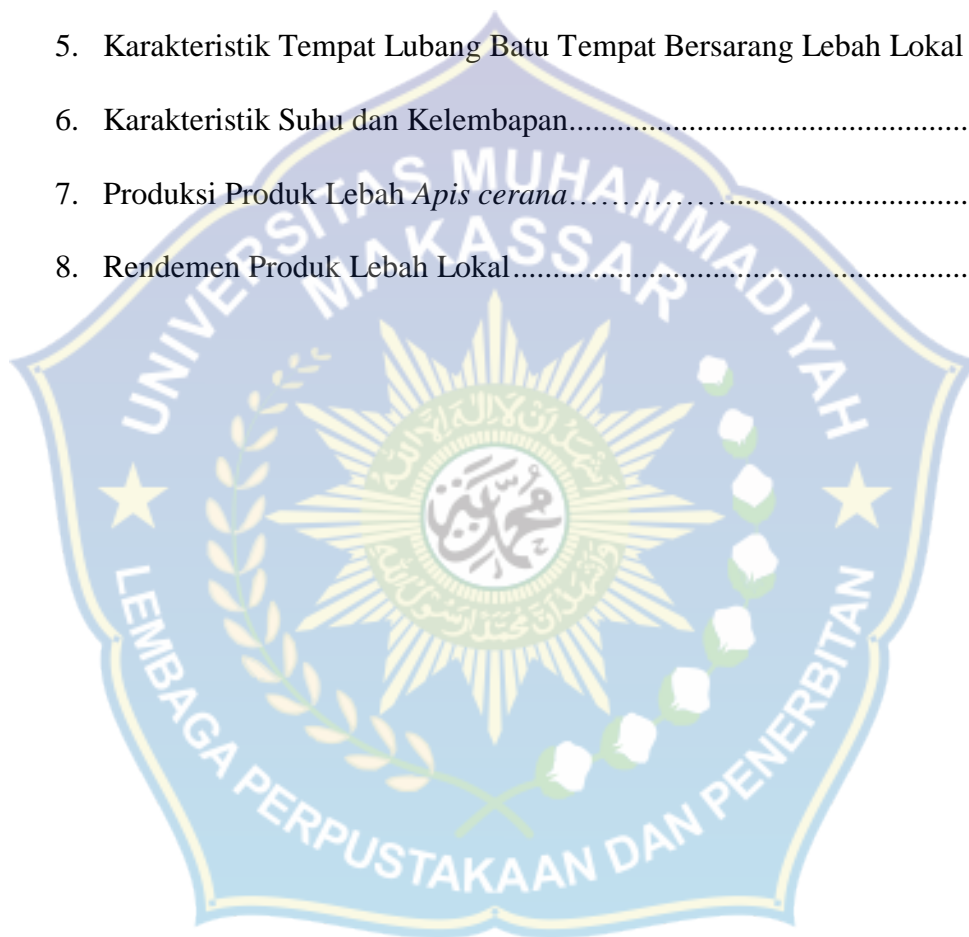 5. Karakteristik Tempat Lubang Batu Tempat Bersarang Lebah Lokal
6. Karakteristik Suhu dan Kelembapan..................................................
7. Produksi Produk Lebah Apis cerana……………..............................
8. Rendemen Produk Lebah Lokal.........................................................
UNIVERSITAS MUHAMMADIYAH
MAKASSAR
LEMBAGA PERPUSTAKAAN DAN PENERBITAN